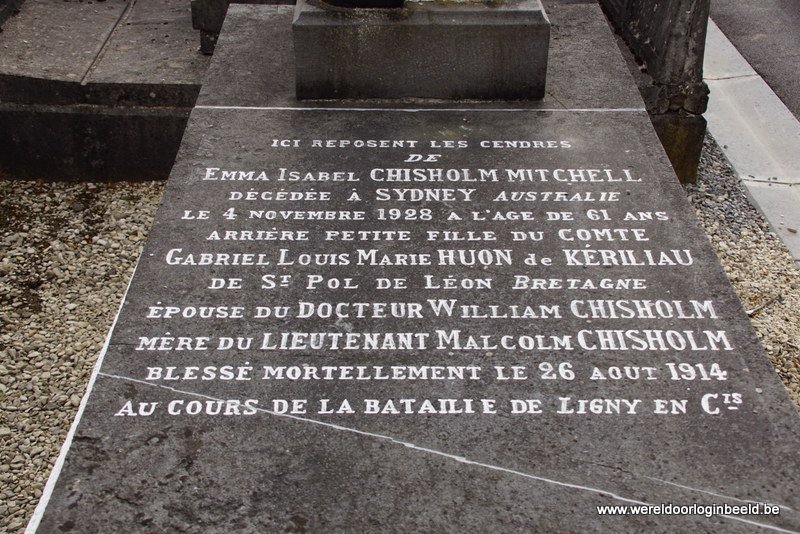 ICI REPOSENT LES CENDRES
DE
EMMA ISABEL CHISHOLM MITCHELL,
DÉCÉDÉE À SYDNEY AUSTRALIE
LE 4 NOVEMBRE 1928 A L'AGE DE 61 ANS
ARRIÈRE PETITE FILLE DU COMTE
GABRIEL LOUIS MARIE HUON de KÉRILIAU
DE ST POL DE LÉON BRETAGNE
ÉPOUSE DU DOCTEUR WILLIAM CHISHOLM
MÈRE DU LIEUTENANT MALCOLM CHISHOLM
BLESSÉ MORTELLEMENT LE 26 AOUT 1914
AU COURS DE LA BATAILIE DE LIGNY EN CIS
www.wereldoorloginbeeld.be